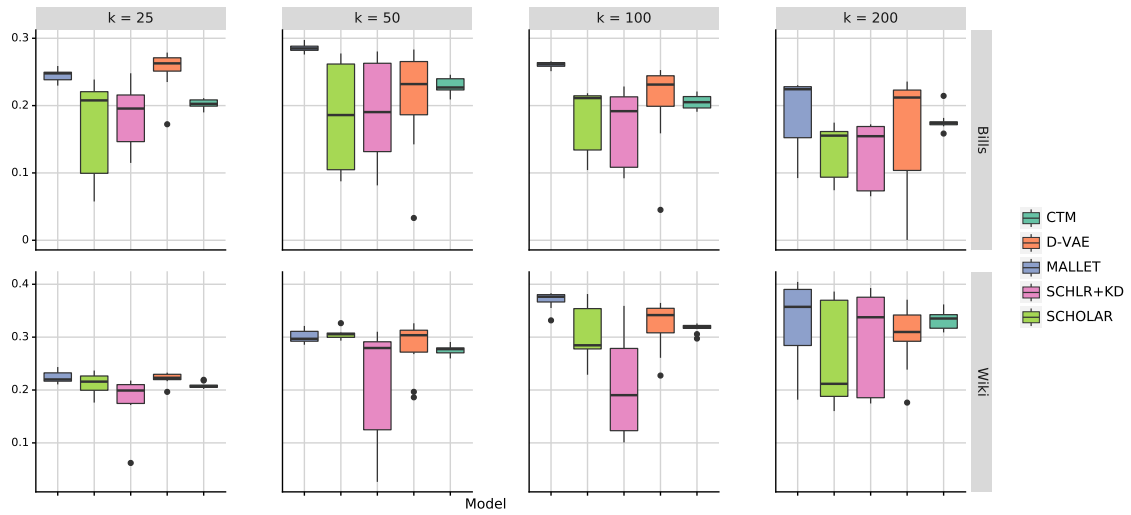 k = 25
k = 50
k = 100
k = 200
0.3
0.2
0.1
0
Bills
0.4
0.3
0.2
0.1
Wiki
Model
CTM
D-VAE
MALLET
SCHLR+KD
SCHOLAR